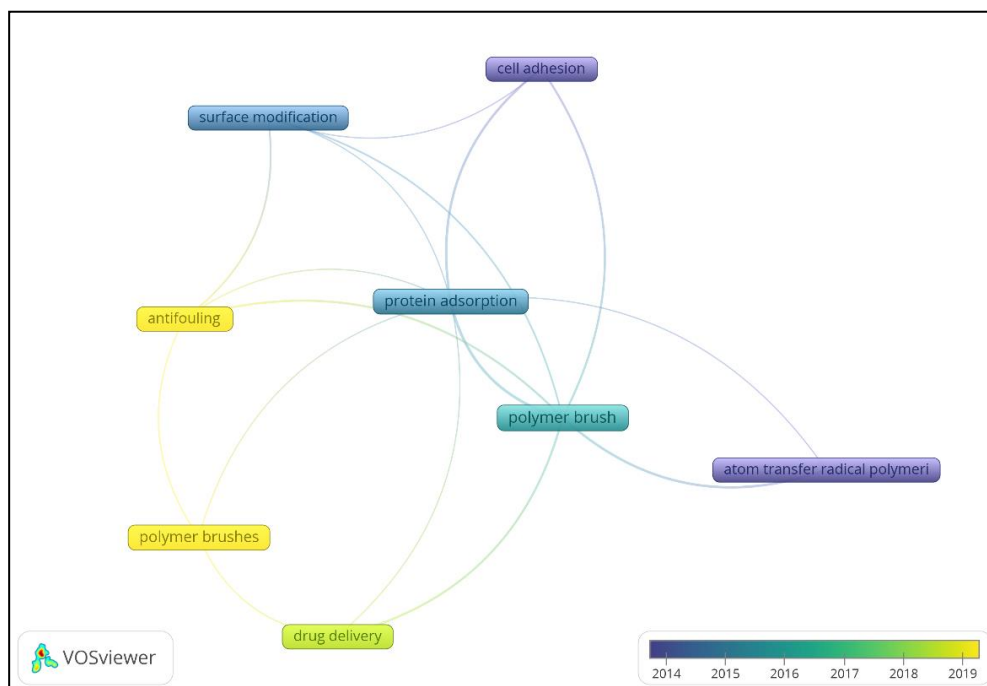 cell adhesion
surface modification
protein adsorption
antifouling
polymer brush
atom transfer radical polymeri
polymer brushes
drug delivery
VOSviewer
2014 2015 2016 2017 2018 2019